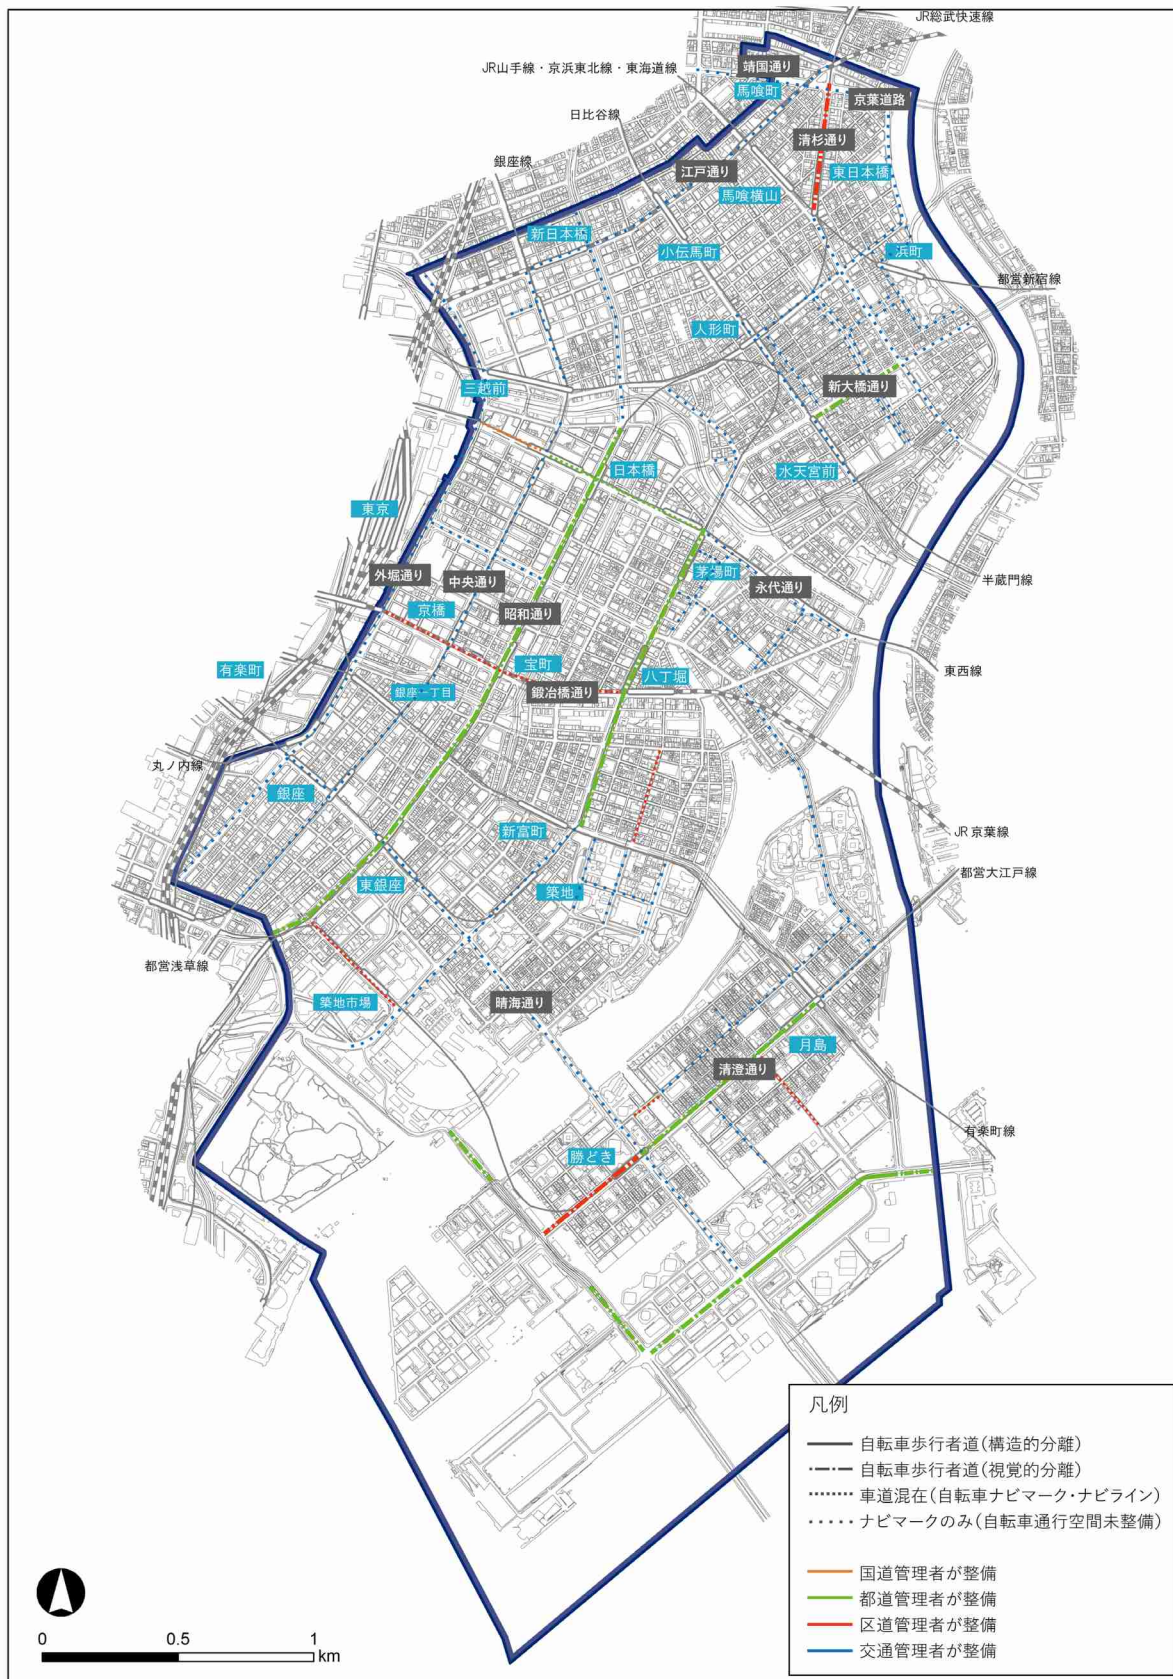 JR総武快速線
靖国通り
JR山手線・京浜東北線・東海道線
馬喰町
京葉道路
日比谷線
清杉通り
銀座線
江戸通り
東日本橋
馬喰横山
新日本橋
小伝馬町
浜町
都営新宿線
人形町
三越前
新大橋通り
日本橋
水天宮前
東京
外堀通り
中央通り
茅場町
永代通り
半蔵門線
京橋
昭和通り
有楽町
宝町
八丁堀
東西線
銀座一丁目
鍛冶橋通り
丸ノ内線
銀座
新富町
JR京葉線
東銀座
築地
都営大江戸線
都営浅草線
築地市場
晴海通り
月島
清澄通り
有楽町線
勝どき
凡例
自転車歩行者道(構造的分離)
自転車歩行者道(視覚的分離)
車道混在(自転車ナビマーク・ナビライン)
ナビマークのみ(自転車通行空間未整備)
国道管理者が整備
都道管理者が整備
区道管理者が整備
交通管理者が整備
0 0.5 1
km